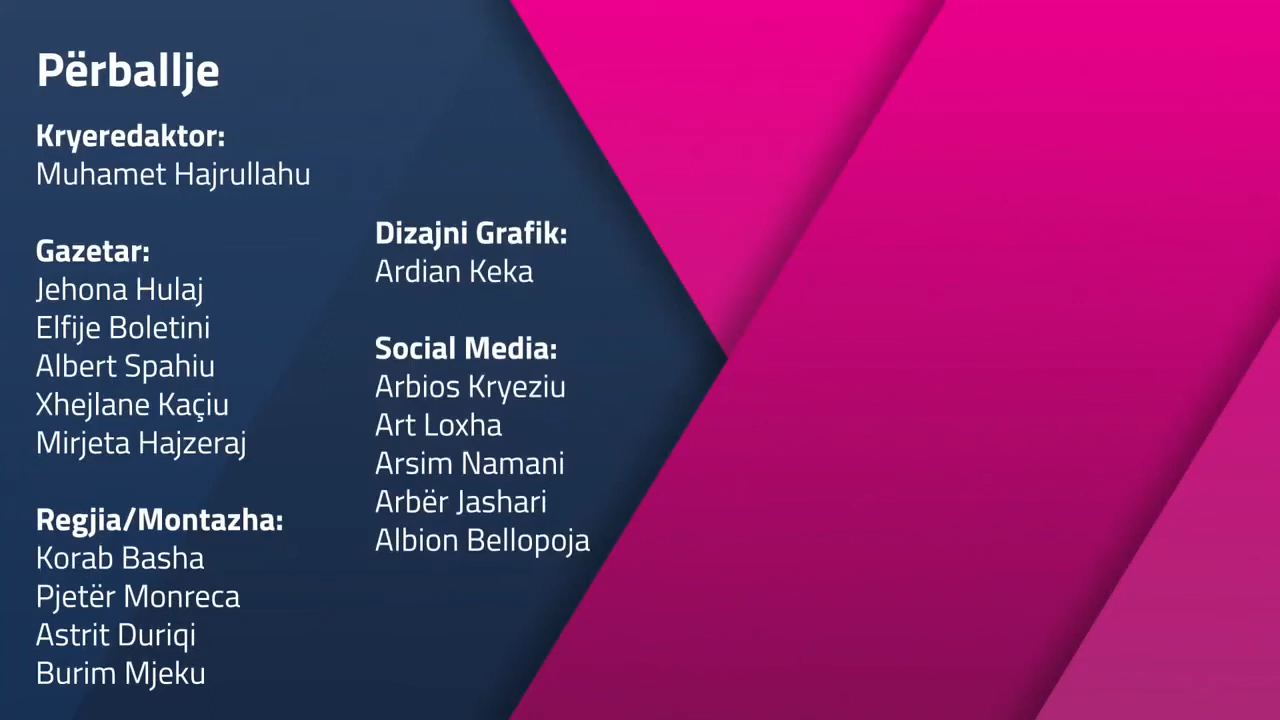 Përballje
Kryeredaktor:
Muhamet Hajrullahu
Gazetar:
Jehona Hulaj
Elfije Boletini
Albert Spahiu
Xhejlane Kaçiu
Mirjeta Hajzeraj
Regjia/Montazha:
Korab Basha
Pjetër Monreca
Astrit Duriqi
Burim Mjeku
Dizajni Grafik:
Ardian Keka
Social Media:
Arbios Kryeziu
Art Loxha
Arsim Namani
Arbër Jashari
Albion Bellopoja